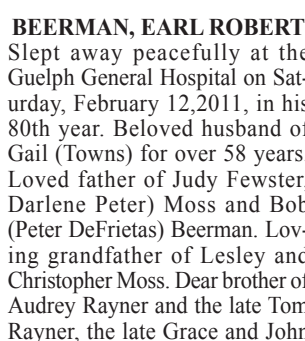 BEERMAN, EARL ROBERT
Slept away peacefully at the
Guelph General Hospital on Sat-
urday, February 12,2011, in his
80th year. Beloved husband of
Gail (Towns) for over 58 years.
Loved father of Judy Fewster,
Darlene Peter) Moss and Bob
(Peter DeFrietas) Beerman. Lov-
ing grandfather of Lesley and
Christopher Moss. Dear brother of
Audrey Rayner and the late Tom
Rayner, the late Grace and John